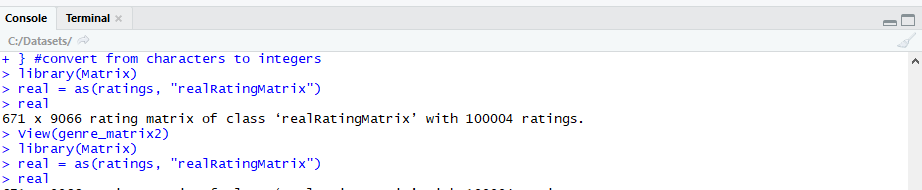 Console Terminal ×
C:/Datasets/
+ } #convert from characters to integers
> library(Matrix)
> real = as(ratings, "realRatingMatrix")
> real
671 x 9066 rating matrix of class ‘realRatingMatrix’ with 100004 ratings.
> View(genre_matrix2)
> library(Matrix)
> real = as(ratings, "realRatingMatrix")
> real